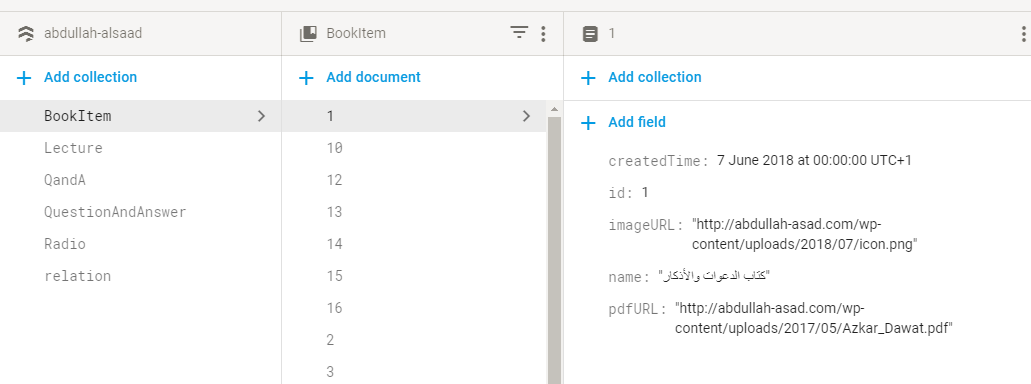 abdullah-alsaad
Add collection
BookItem
Lecture
QandA
QuestionAndAnswer
Radio
relation
BookItem
Add document
1
10
12
13
14
15
16
2
3
1
Add collection
Add field
createdTime: 7 June 2018 at 00:00:00 UTC+1
id: 1
imageURL: "http://abdullah-asad.com/wp-
content/uploads/2018/07/icon.png"
name: "كتاب الدعوات والأذكار"
pdfURL: "http://abdullah-asad.com/wp-
content/uploads/2017/05/Azkar_Dawat.pdf"